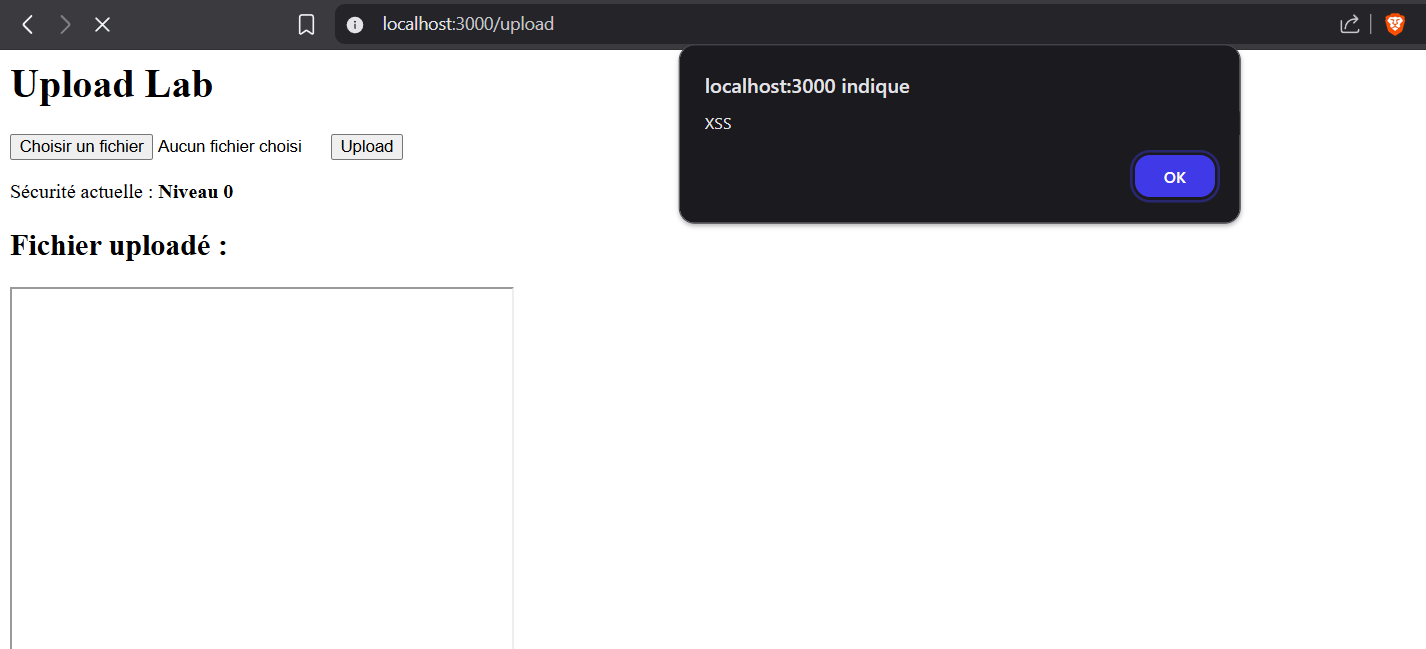 localhost:3000/upload
Upload Lab
localhost:3000 indique
XSS
OK
Choisir un fichier Aucun fichier choisi Upload
Sécurité actuelle : Niveau 0
Fichier uploadé :